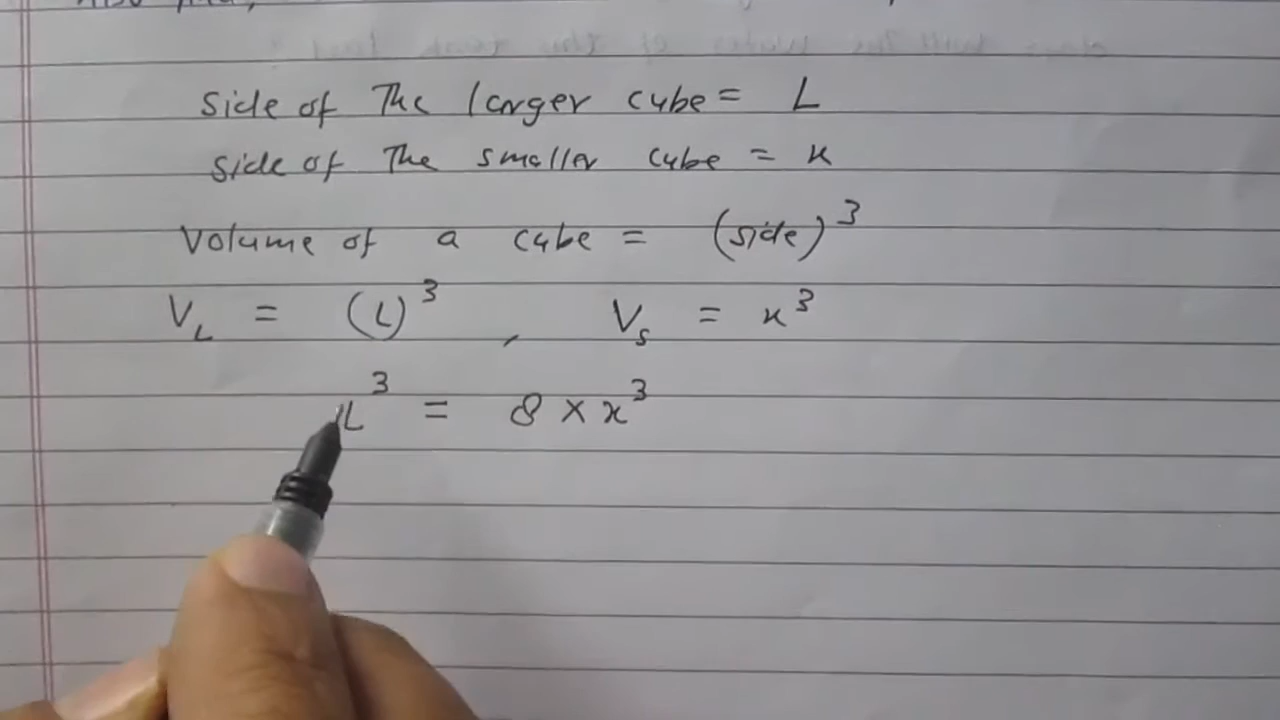 Side of The larger cube = L
Side of The smaller cube = x
Volume of a cube = (side)³
V_L = (L)³ , V_s = x³
L³ = 8 × x³